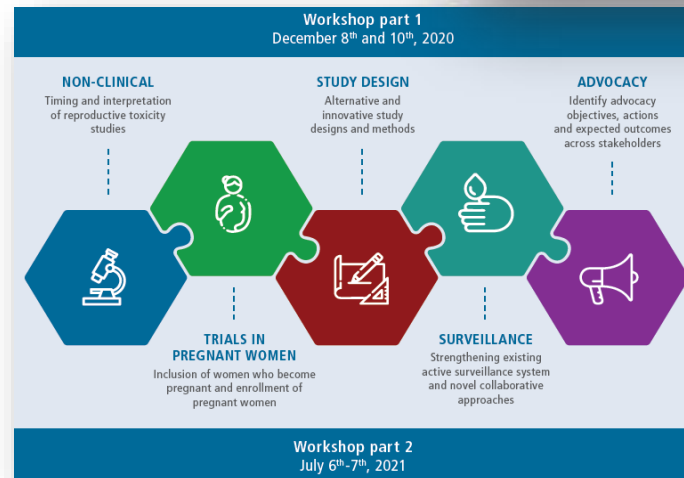 Workshop part 1
December 8th and 10th, 2020
NON-CLINICAL
Timing and interpretation
of reproductive toxicity
studies
STUDY DESIGN
Alternative and
innovative study
designs and methods
ADVOCACY
Identify advocacy
objectives, actions
and expected outcomes
across stakeholders
TRIALS IN
PREGNANT WOMEN
Inclusion of women who become
pregnant and enrollment of
pregnant women
SURVEILLANCE
Strengthening existing
active surveillance system
and novel collaborative
approaches
Workshop part 2
July 6th-7th, 2021